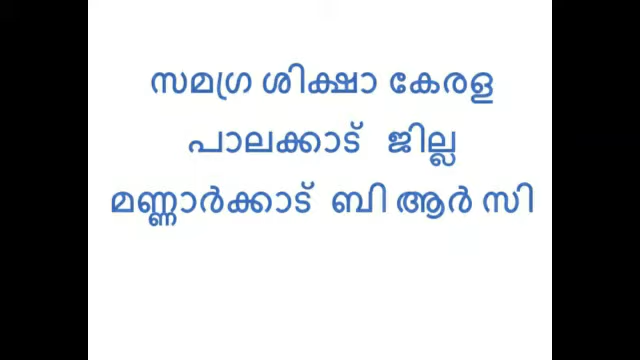 സമഗ്ര ശിക്ഷാ കേരള
പാലക്കാട് ജില്ല
മണ്ണാർക്കാട് ബി ആർ സി